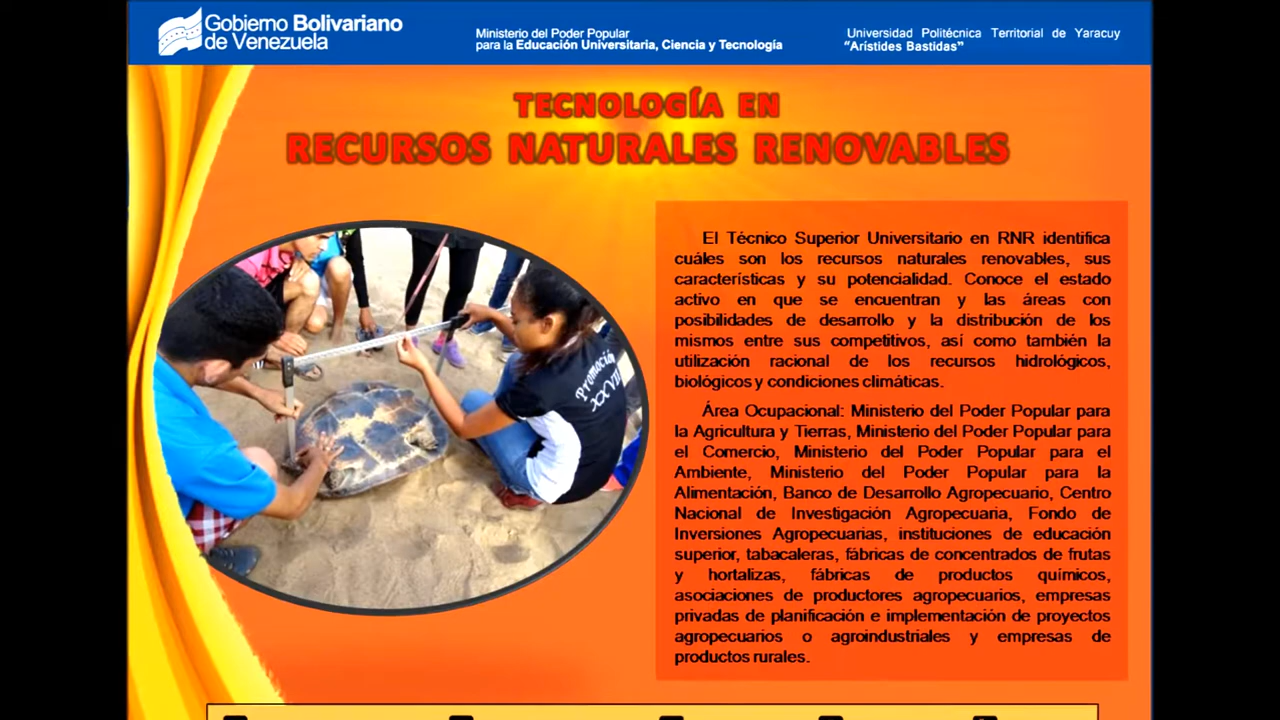 Gobierno Bolivariano
de Venezuela
Ministerio del Poder Popular
para la Educación Universitaria, Ciencia y Tecnología
Universidad Politécnica Territorial de Yaracuy
“Arístides Bastidas”
TECNOLOGÍA EN
RECURSOS NATURALES RENOVABLES
Promoción
XXVII
El Técnico Superior Universitario en RNR identifica
cuáles son los recursos naturales renovables, sus
características y su potencialidad. Conoce el estado
activo en que se encuentran y las áreas con
posibilidades de desarrollo y la distribución de los
mismos entre sus competitivos, así como también la
utilización racional de los recursos hidrológicos,
biológicos y condiciones climáticas.
Área Ocupacional: Ministerio del Poder Popular para
la Agricultura y Tierras, Ministerio del Poder Popular para
el Comercio, Ministerio del Poder Popular para el
Ambiente, Ministerio del Poder Popular para la
Alimentación, Banco de Desarrollo Agropecuario, Centro
Nacional de Investigación Agropecuaria, Fondo de
Inversiones Agropecuarias, instituciones de educación
superior, tabacaleras, fábricas de concentrados de frutas
y hortalizas, fábricas de productos químicos,
asociaciones de productores agropecuarios, empresas
privadas de planificación e implementación de proyectos
agropecuarios o agroindustriales y empresas de
productos rurales.